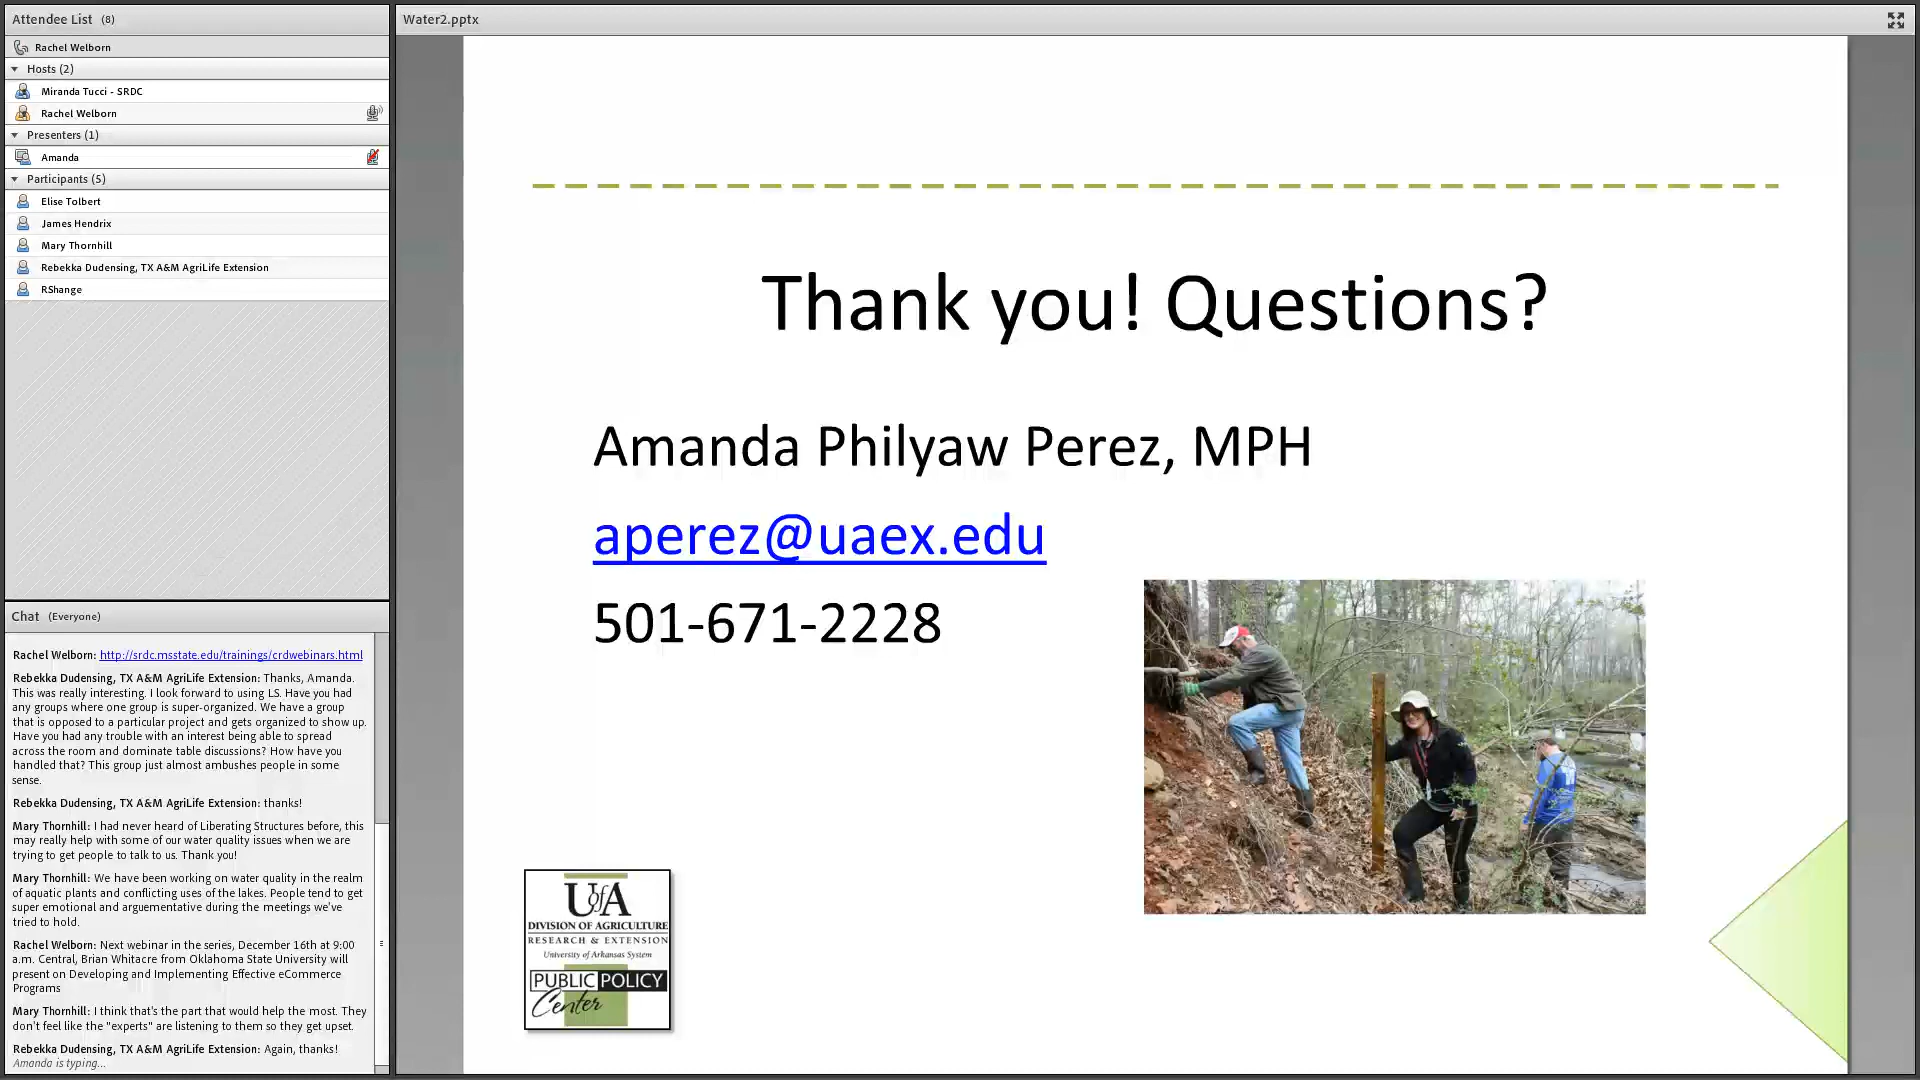 Attendee List (8)
Rachel Welborn
Hosts (2)
Miranda Tucci - SRDC
Rachel Welborn
Presenters (1)
Amanda
Participants (5)
Elise Tolbert
James Hendrix
Mary Thornhill
Rebekka Dudensing, TX A&M AgriLife Extension
RShange
Chat (Everyone)
Rachel Welborn: http://srdc.msstate.edu/trainings/crdwebinars.html
Rebekka Dudensing, TX A&M AgriLife Extension: Thanks, Amanda.
This was really interesting. I look forward to using LS. Have you had
any groups where one group is super-organized. We have a group
that is opposed to a particular project and gets organized to show up.
Have you had any trouble with an interest being able to spread
across the room and dominate table discussions? How have you
handled that? This group just almost ambushes people in some
sense.
Rebekka Dudensing, TX A&M AgriLife Extension: thanks!
Mary Thornhill: I had never heard of Liberating Structures before, this
may really help with some of our water quality issues when we are
trying to get people to talk to us. Thank you!
Mary Thornhill: We have been working on water quality in the realm
of aquatic plants and conflicting uses of the lakes. People tend to get
super emotional and arguementative during the meetings we've
tried to hold.
Rachel Welborn: Next webinar in the series, December 16th at 9:00
a.m. Central, Brian Whitacre from Oklahoma State University will
present on Developing and Implementing Effective eCommerce
Programs
Mary Thornhill: I think that's the part that would help the most. They
don't feel like the "experts" are listening to them so they get upset.
Rebekka Dudensing, TX A&M AgriLife Extension: Again, thanks!
Amanda is typing...
Water2.pptx
Thank you! Questions?
Amanda Philyaw Perez, MPH
aperez@uaex.edu
501-671-2228
UofA
DIVISION OF AGRICULTURE
RESEARCH & EXTENSION
University of Arkansas System
PUBLIC POLICY
Center